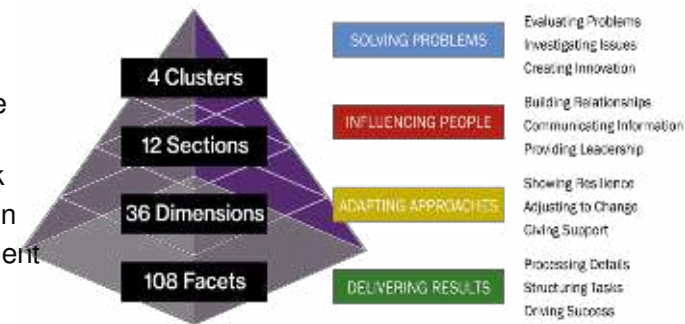 e
k
n
ent
4 Clusters
12 Sections
36 Dimensions
108 Facets
SOLVING PROBLEMS
Evaluating Problems
Investigating Issues
Creating Innovation
INFLUENCING PEOPLE
Building Relationships
Communicating Information
Providing Leadership
ADAPTING APPROACHES
Showing Resilience
Adjusting to Change
Giving Support
DELIVERING RESULTS
Processing Details
Structuring Tasks
Driving Success